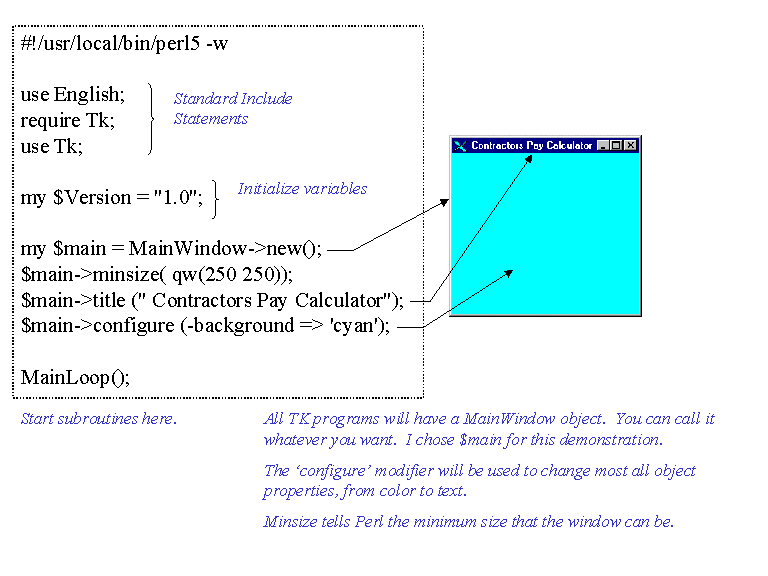 #!/usr/local/bin/perl5 -w
use English;
require Tk;
use Tk;
Standard Include
Statements
my $Version = "1.0";
Initialize variables
my $main = MainWindow->new();
$main->minsize( qw(250 250));
$main->title (" Contractors Pay Calculator");
$main->configure (-background => 'cyan');
MainLoop();
Contractors Pay Calculator
Start subroutines here.
All TK programs will have a MainWindow object.  You can call it
whatever you want.  I chose $main for this demonstration.
The ‘configure’ modifier will be used to change most all object
properties, from color to text.
Minsize tells Perl the minimum size that the window can be.